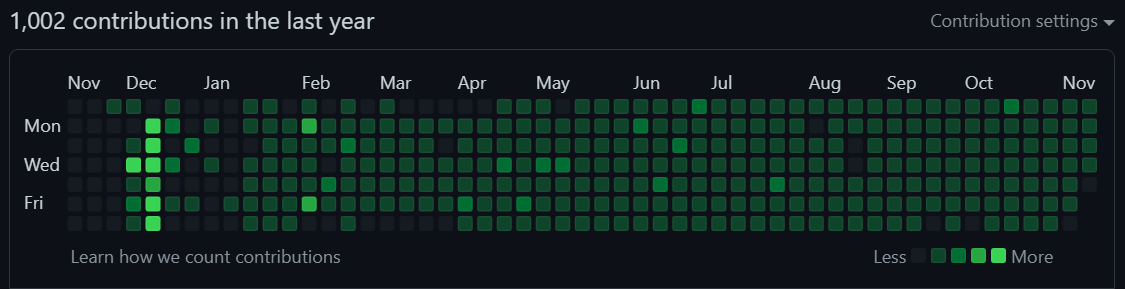 1,002 contributions in the last year
Contribution settings
Nov Dec Jan Feb Mar Apr May Jun Jul Aug Sep Oct Nov
Mon
Wed
Fri
Learn how we count contributions
Less More